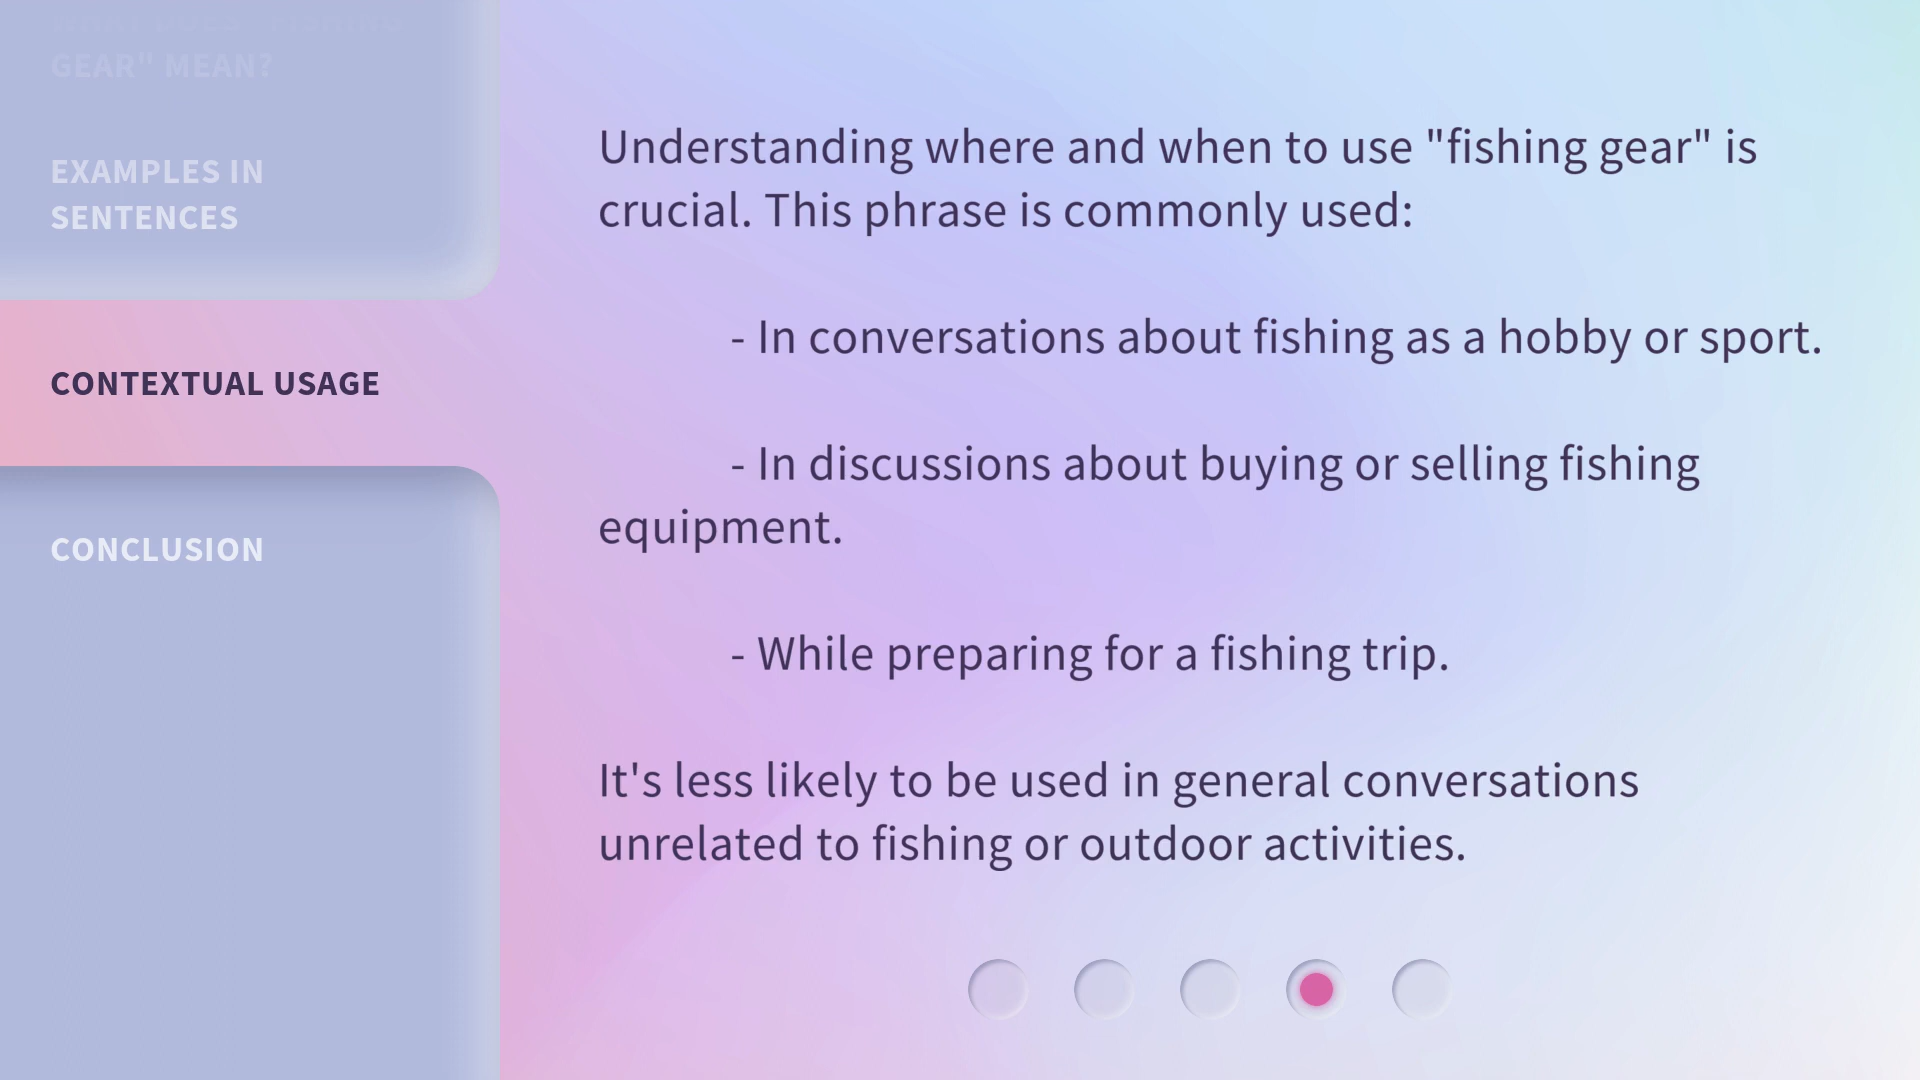 GEAR" MEAN?
EXAMPLES IN
SENTENCES
CONTEXTUAL USAGE
CONCLUSION
Understanding where and when to use "fishing gear" is
crucial. This phrase is commonly used:
- In conversations about fishing as a hobby or sport.
- In discussions about buying or selling fishing
equipment.
- While preparing for a fishing trip.
It's less likely to be used in general conversations
unrelated to fishing or outdoor activities.